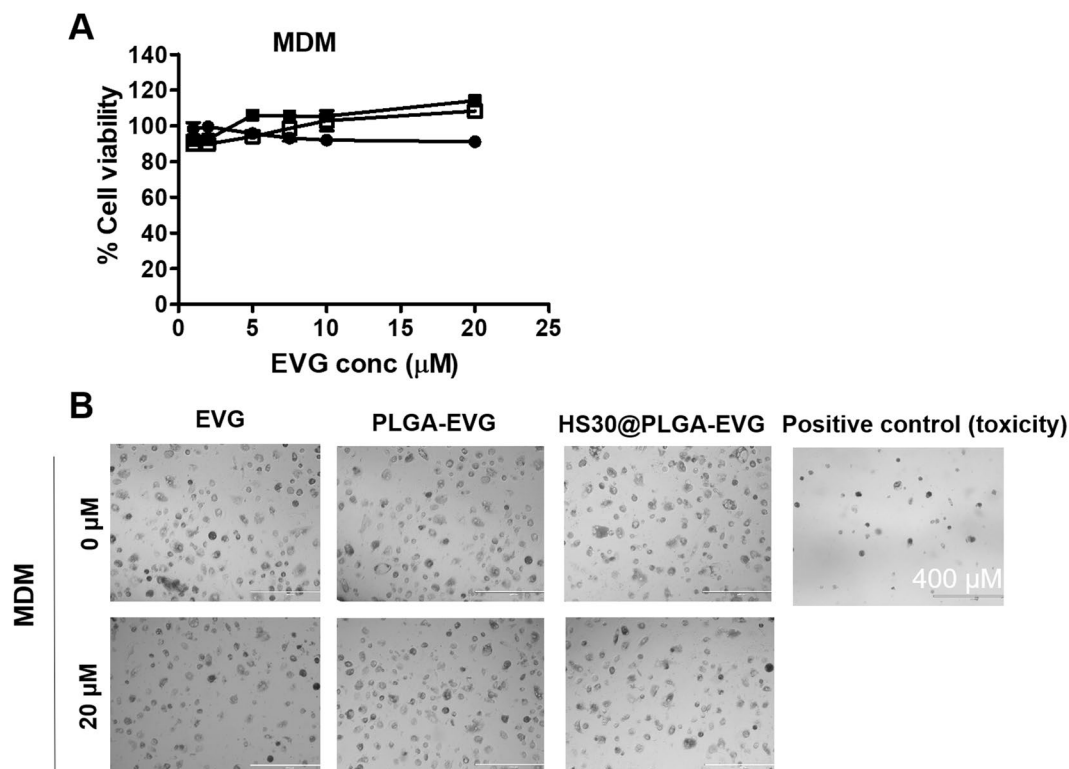 A
MDM
140
120
100
80
60
40
20
0
% Cell viability
0 5 10 15 20 25
EVG conc (μM)
B
EVG PLGA-EVG HS30@PLGA-EVG Positive control (toxicity)
MDM
0 μM
400 μM
20 μM